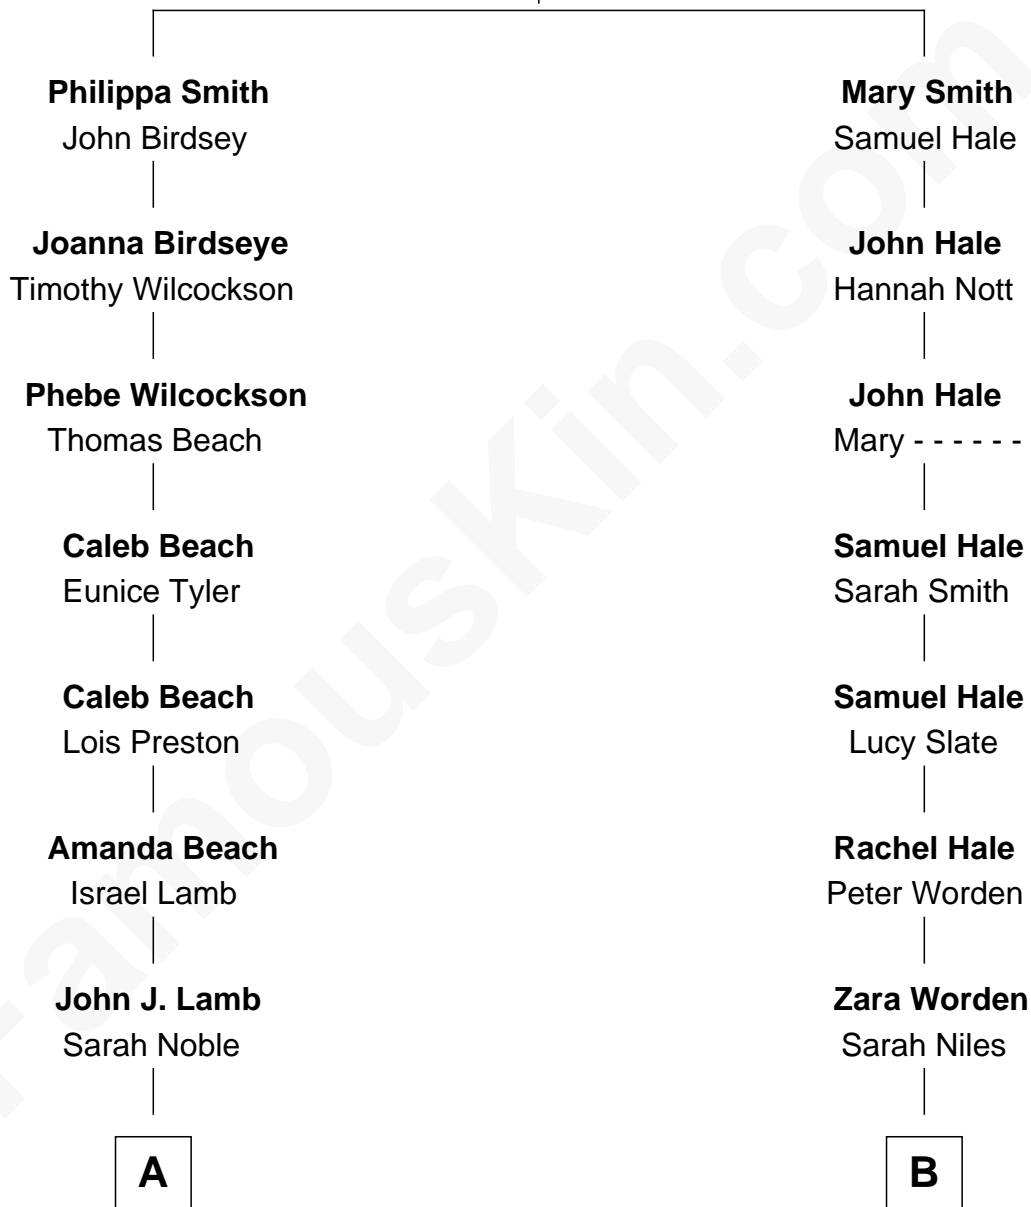 Philippa Smith
John Birdsey
Mary Smith
Samuel Hale
Joanna Birdseye
Timothy Wilcockson
John Hale
Hannah Nott
Phebe Wilcockson
Thomas Beach
John Hale
Mary - - - - - -
Caleb Beach
Eunice Tyler
Samuel Hale
Sarah Smith
Caleb Beach
Lois Preston
Samuel Hale
Lucy Slate
Amanda Beach
Israel Lamb
Rachel Hale
Peter Worden
John J. Lamb
Sarah Noble
Zara Worden
Sarah Niles
A
B
FamousKin.com